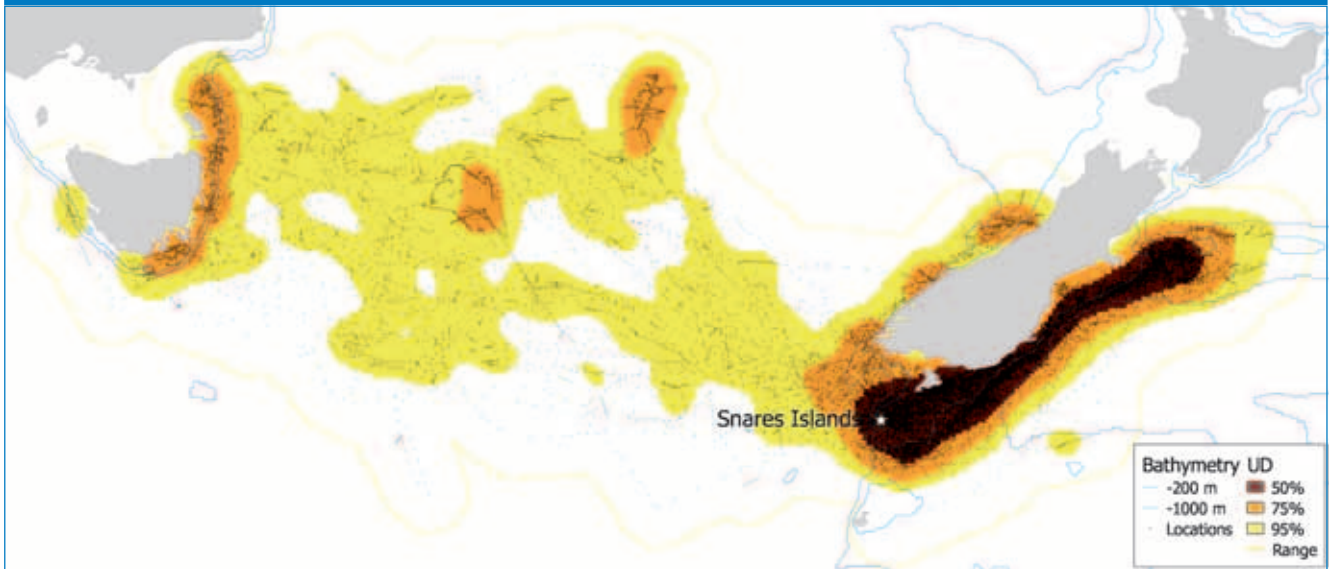 Snares Islands
Bathymetry UD
-200 m 50%
-1000 m 75%
Locations 95%
Range